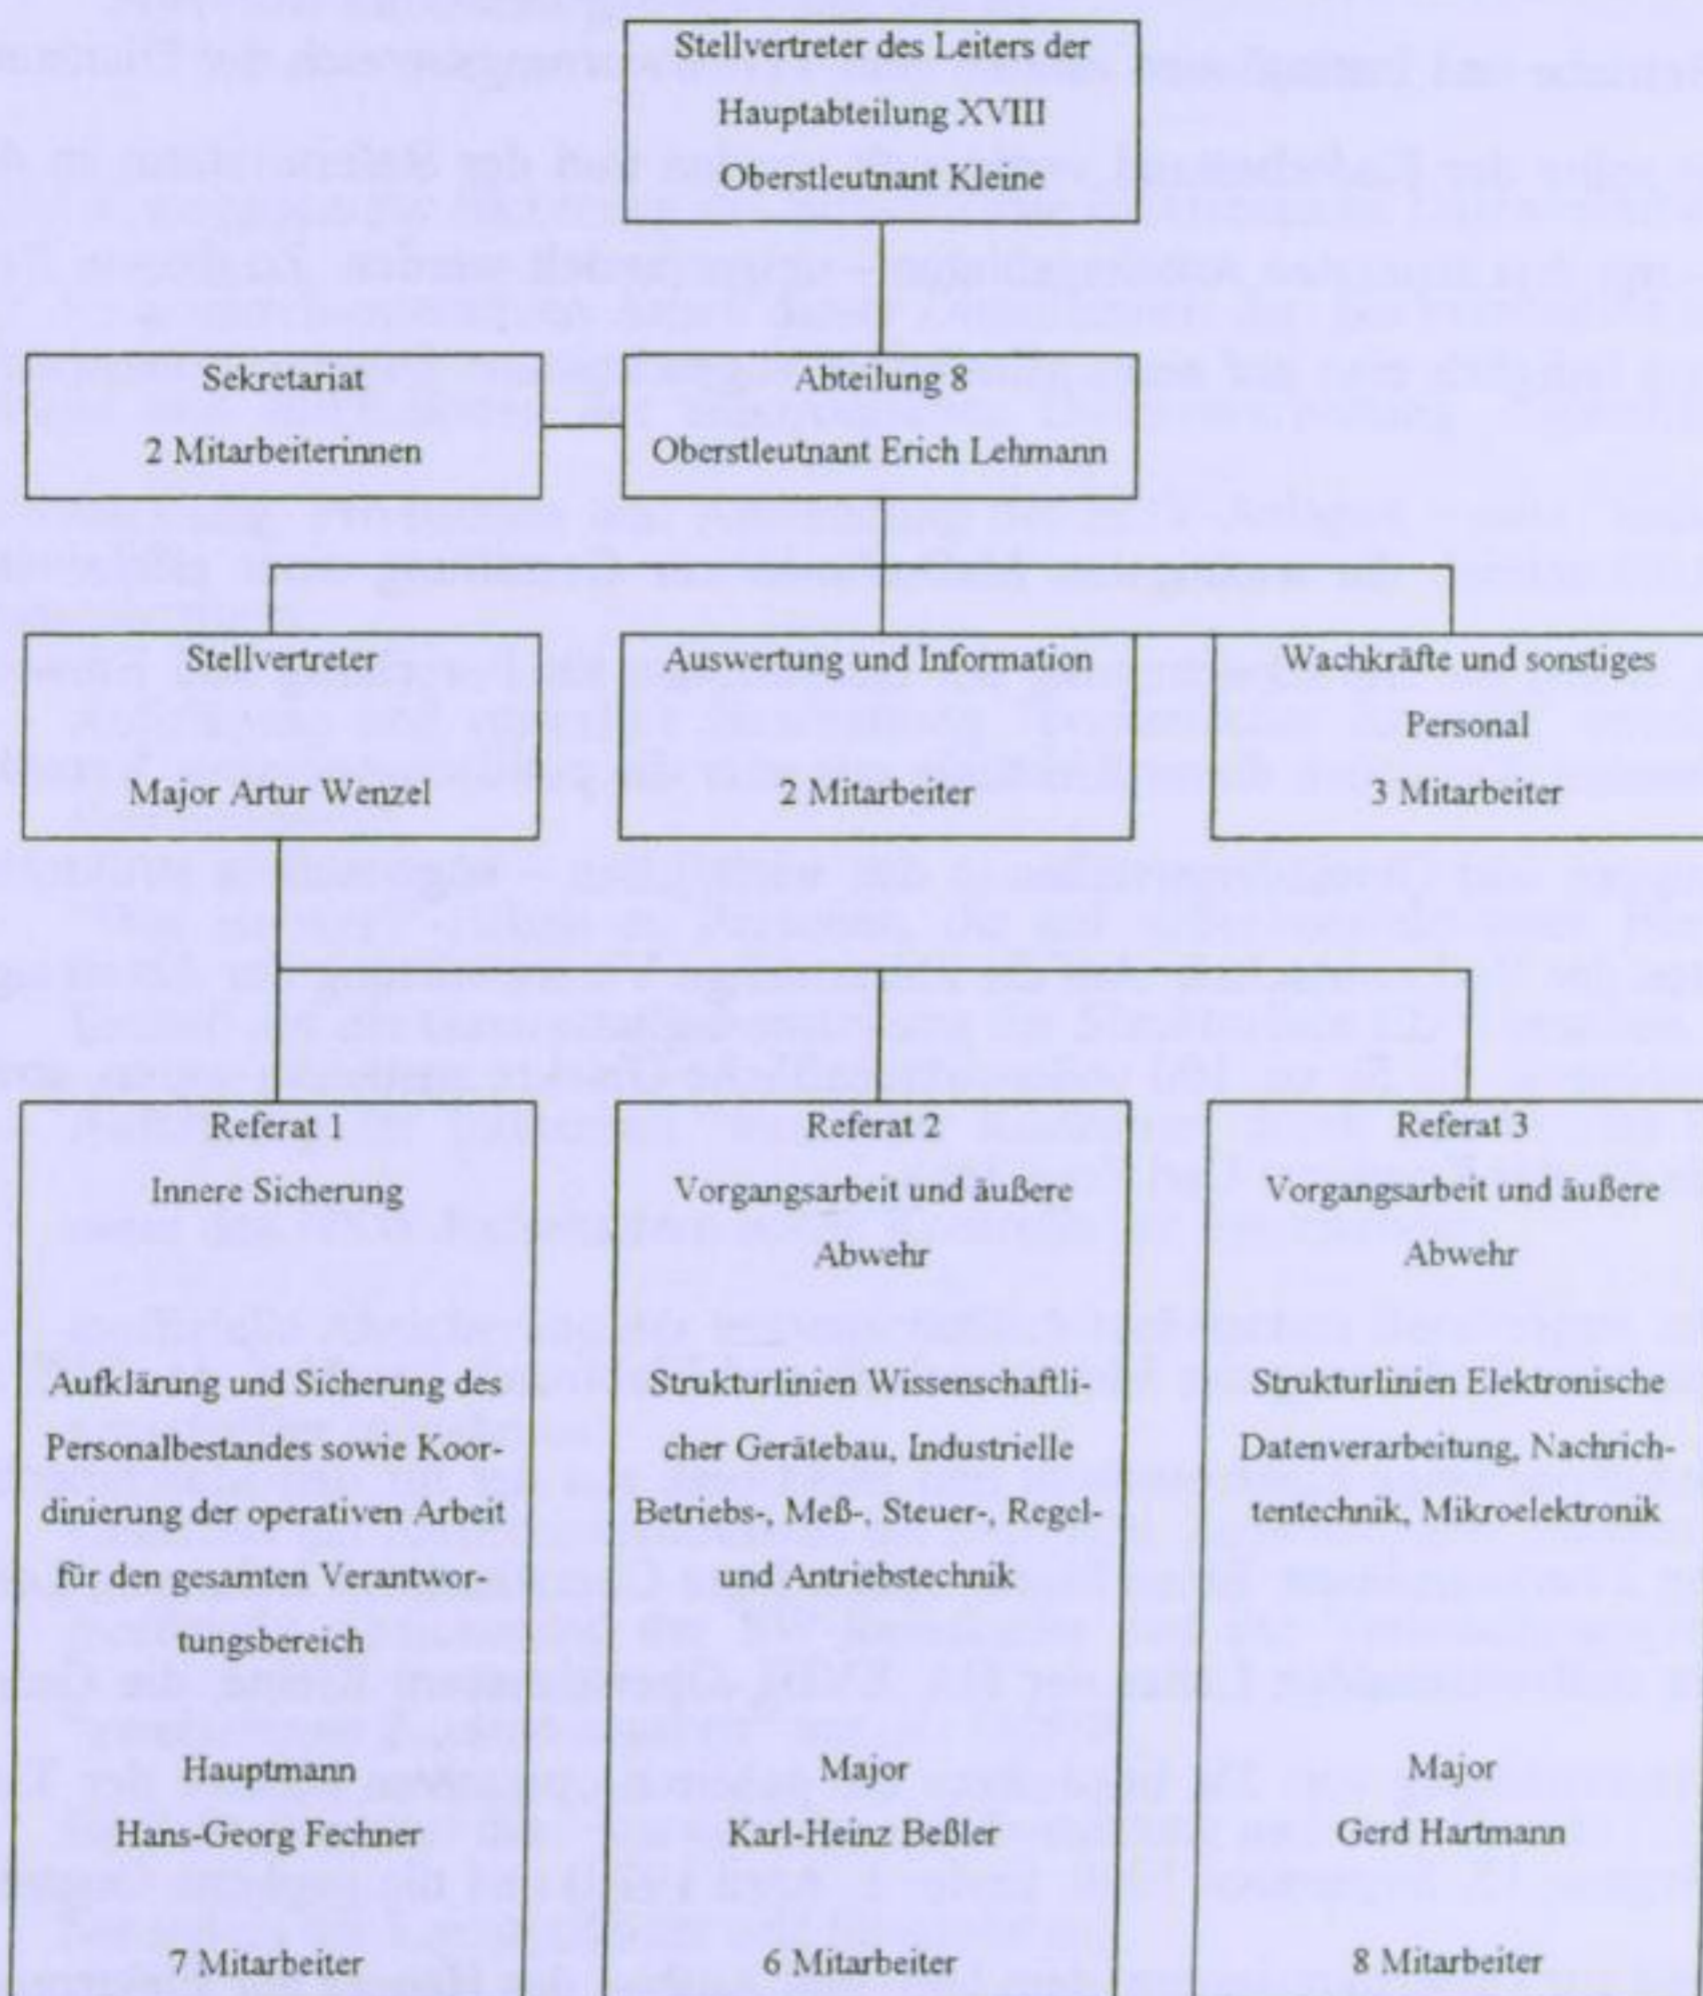 Stellvertreter des Leiters der
Hauptabteilung XVIII
Oberstleutnant Kleine
Sekretariat
2 Mitarbeiterinnen
Abteilung 8
Oberstleutnant Erich Lehmann
Stellvertreter
Major Artur Wenzel
Auswertung und Information
2 Mitarbeiter
Wachkräfte und sonstiges
Personal
3 Mitarbeiter
Referat 1
Innere Sicherung
Aufklärung und Sicherung des
Personalbestandes sowie Koor-
dinierung der operativen Arbeit
für den gesamten Verantwor-
tungsbereich
Hauptmann
Hans-Georg Fechner
7 Mitarbeiter
Referat 2
Vorgangsarbeit und äußere
Abwehr
Strukturlinien Wissenschaftli-
cher Gerätebau, Industrielle
Betriebs-, Meß-, Steuer-, Regel-
und Antriebstechnik
Major
Karl-Heinz Beßler
6 Mitarbeiter
Referat 3
Vorgangsarbeit und äußere
Abwehr
Strukturlinien Elektronische
Datenverarbeitung, Nachrich-
tentechnik, Mikroelektronik
Major
Gerd Hartmann
8 Mitarbeiter